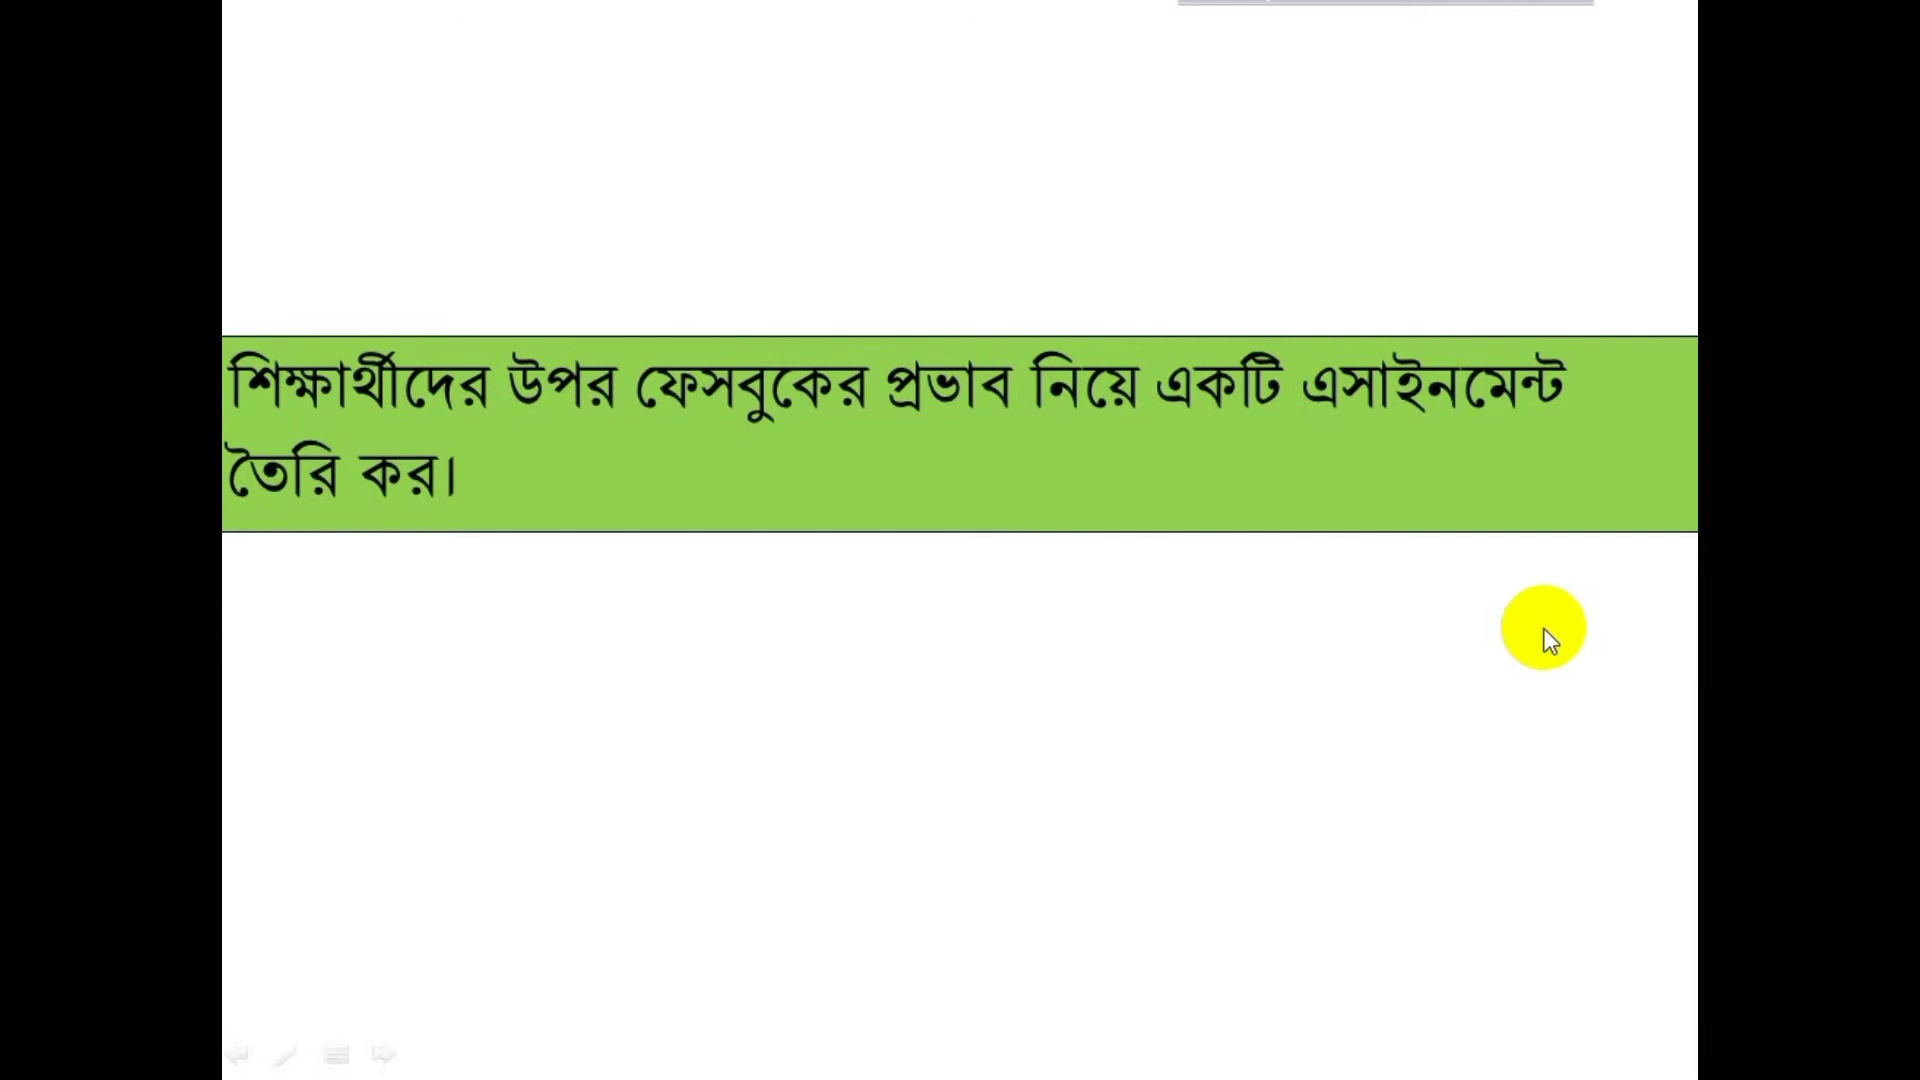 শিক্ষার্থীদের উপর ফেসবুকের প্রভাব নিয়ে একটি এসাইনমেন্ট
তৈরি কর।